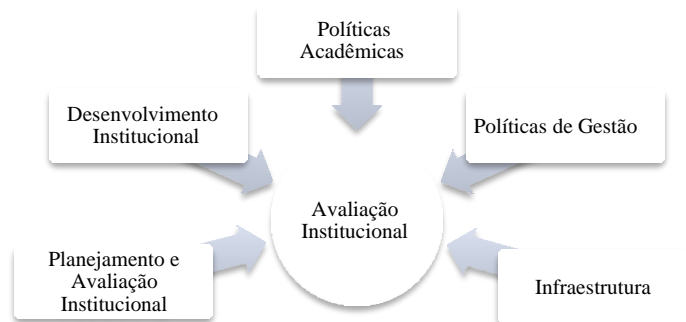 Políticas
Acadêmicas
Desenvolvimento
Institucional
Políticas de Gestão
Avaliação
Institucional
Planejamento e
Avaliação
Institucional
Infraestrutura